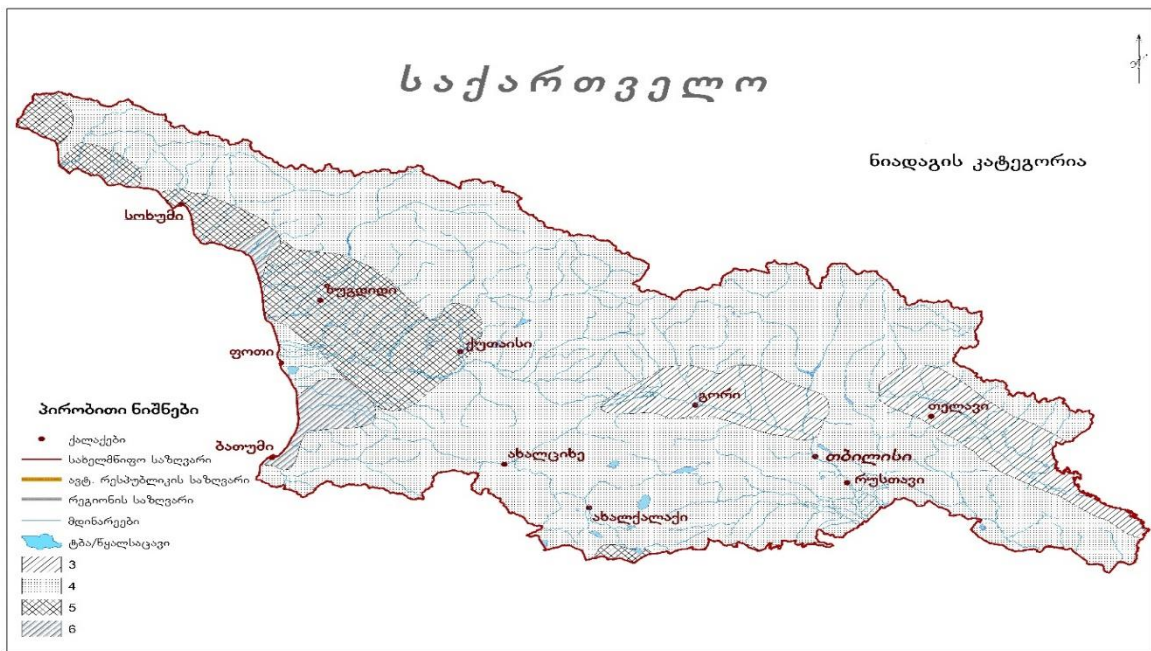 საქართველო
ნიადაგის კატეგორია
სოხუმი
ზუგდიდი
ქუთაისი
ფოთი
გორი
თელავი
ბათუმი
ახალციხე
თბილისი
რუსთავი
ახალქალაქი
პირობითი ნიშნები
ქალაქები
სახელმწიფო საზღვარი
ავტ. რესპუბლიკის საზღვარი
რეგიონის საზღვარი
მდინარეები
ტბა/წყალსაცავი
3
4
5
6